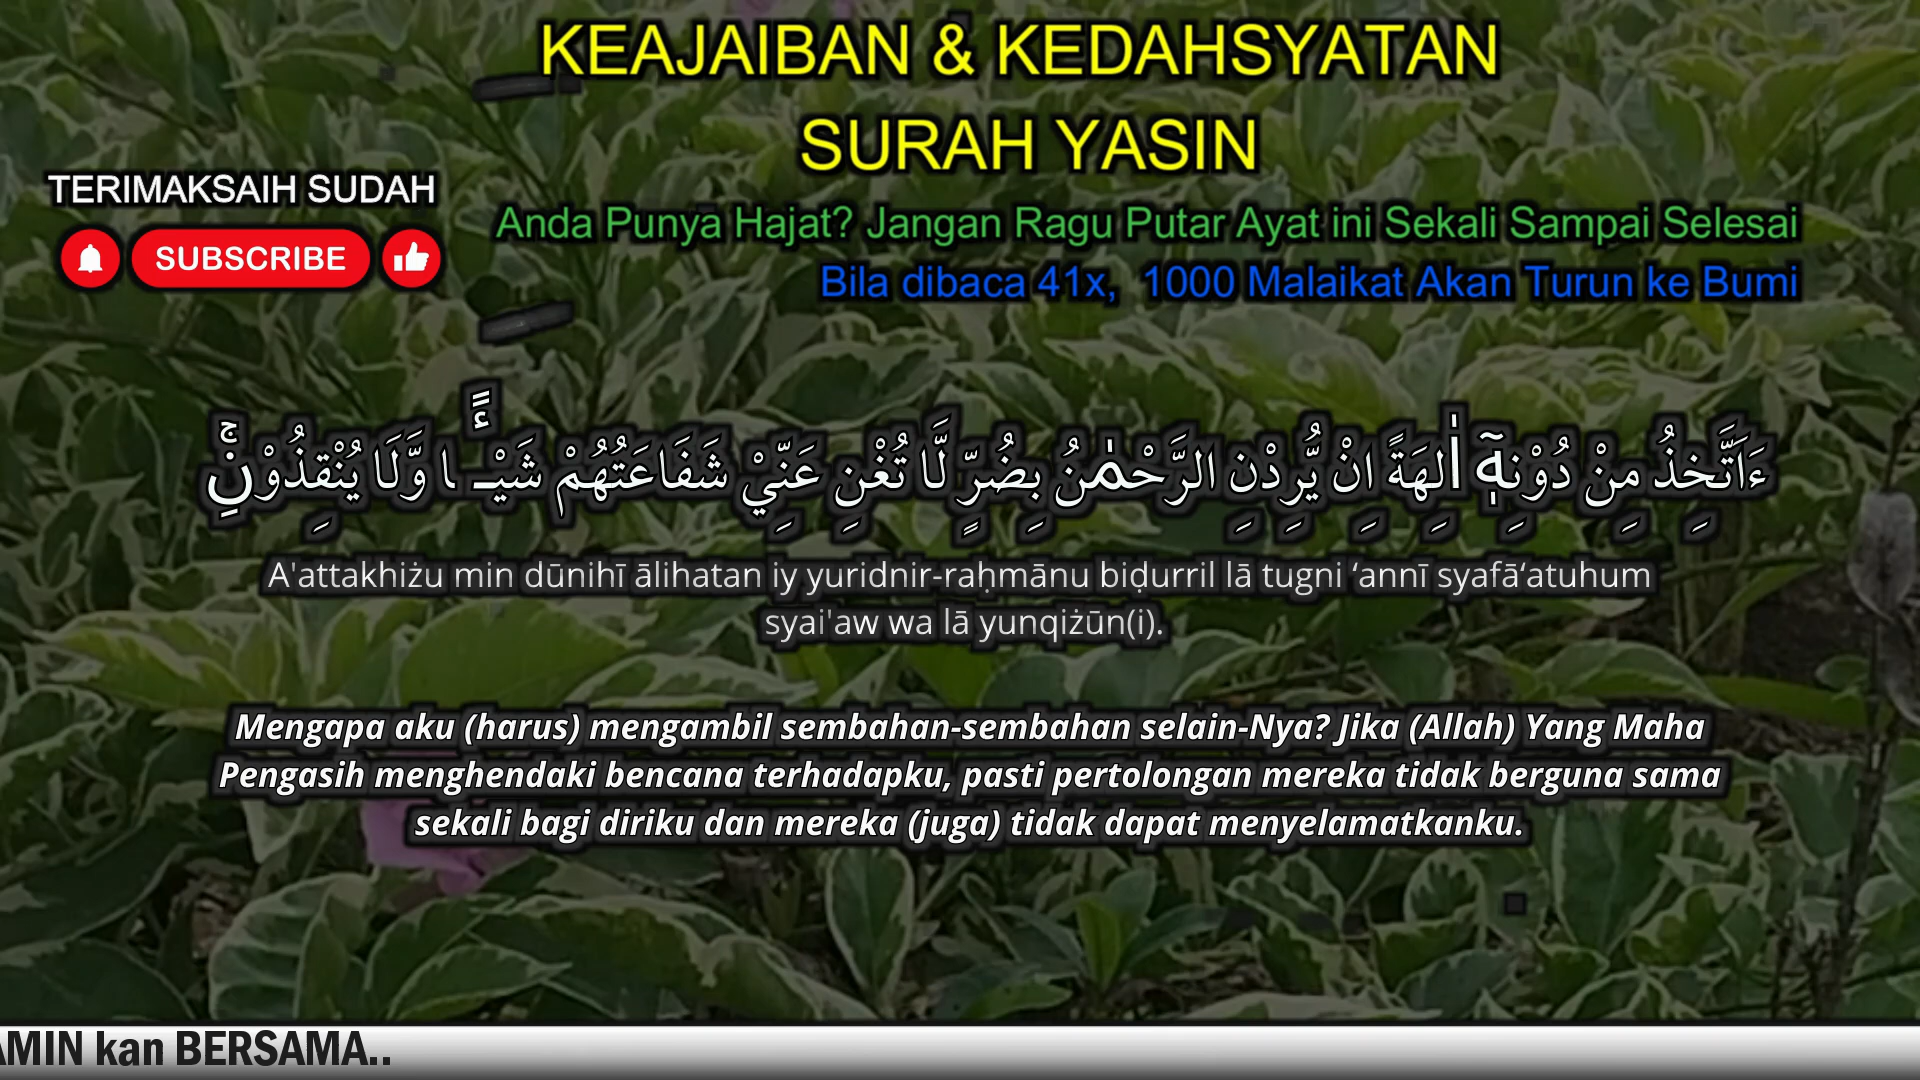 KEAJAIBAN & KEDAHSYATAN
SURAH YASIN
TERIMAKSAIH SUDAH
SUBSCRIBE
Anda Punya Hajat? Jangan Ragu Putar Ayat ini Sekali Sampai Selesai
Bila dibaca 41x, 1000 Malaikat Akan Turun ke Bumi
ءَاَتَّخِذُ مِنْ دُوْنِهٖٓ اٰلِهَةً اِنْ يُّرِدْنِ الرَّحْمٰنُ بِضُرٍّ لَّا تُغْنِ عَنِّيْ شَفَاعَتُهُمْ شَيْـًٔا وَّلَا يُنْقِذُوْنِۚ
A'attakhiżu min dūnihī ālihatan iy yuridnir-raḥmānu biḍurril lā tugni ‘annī syafā‘atuhum
syai'aw wa lā yunqiżūn(i).
Mengapa aku (harus) mengambil sembahan-sembahan selain-Nya? Jika (Allah) Yang Maha
Pengasih menghendaki bencana terhadapku, pasti pertolongan mereka tidak berguna sama
sekali bagi diriku dan mereka (juga) tidak dapat menyelamatkanku.
AMIN kan BERSAMA..